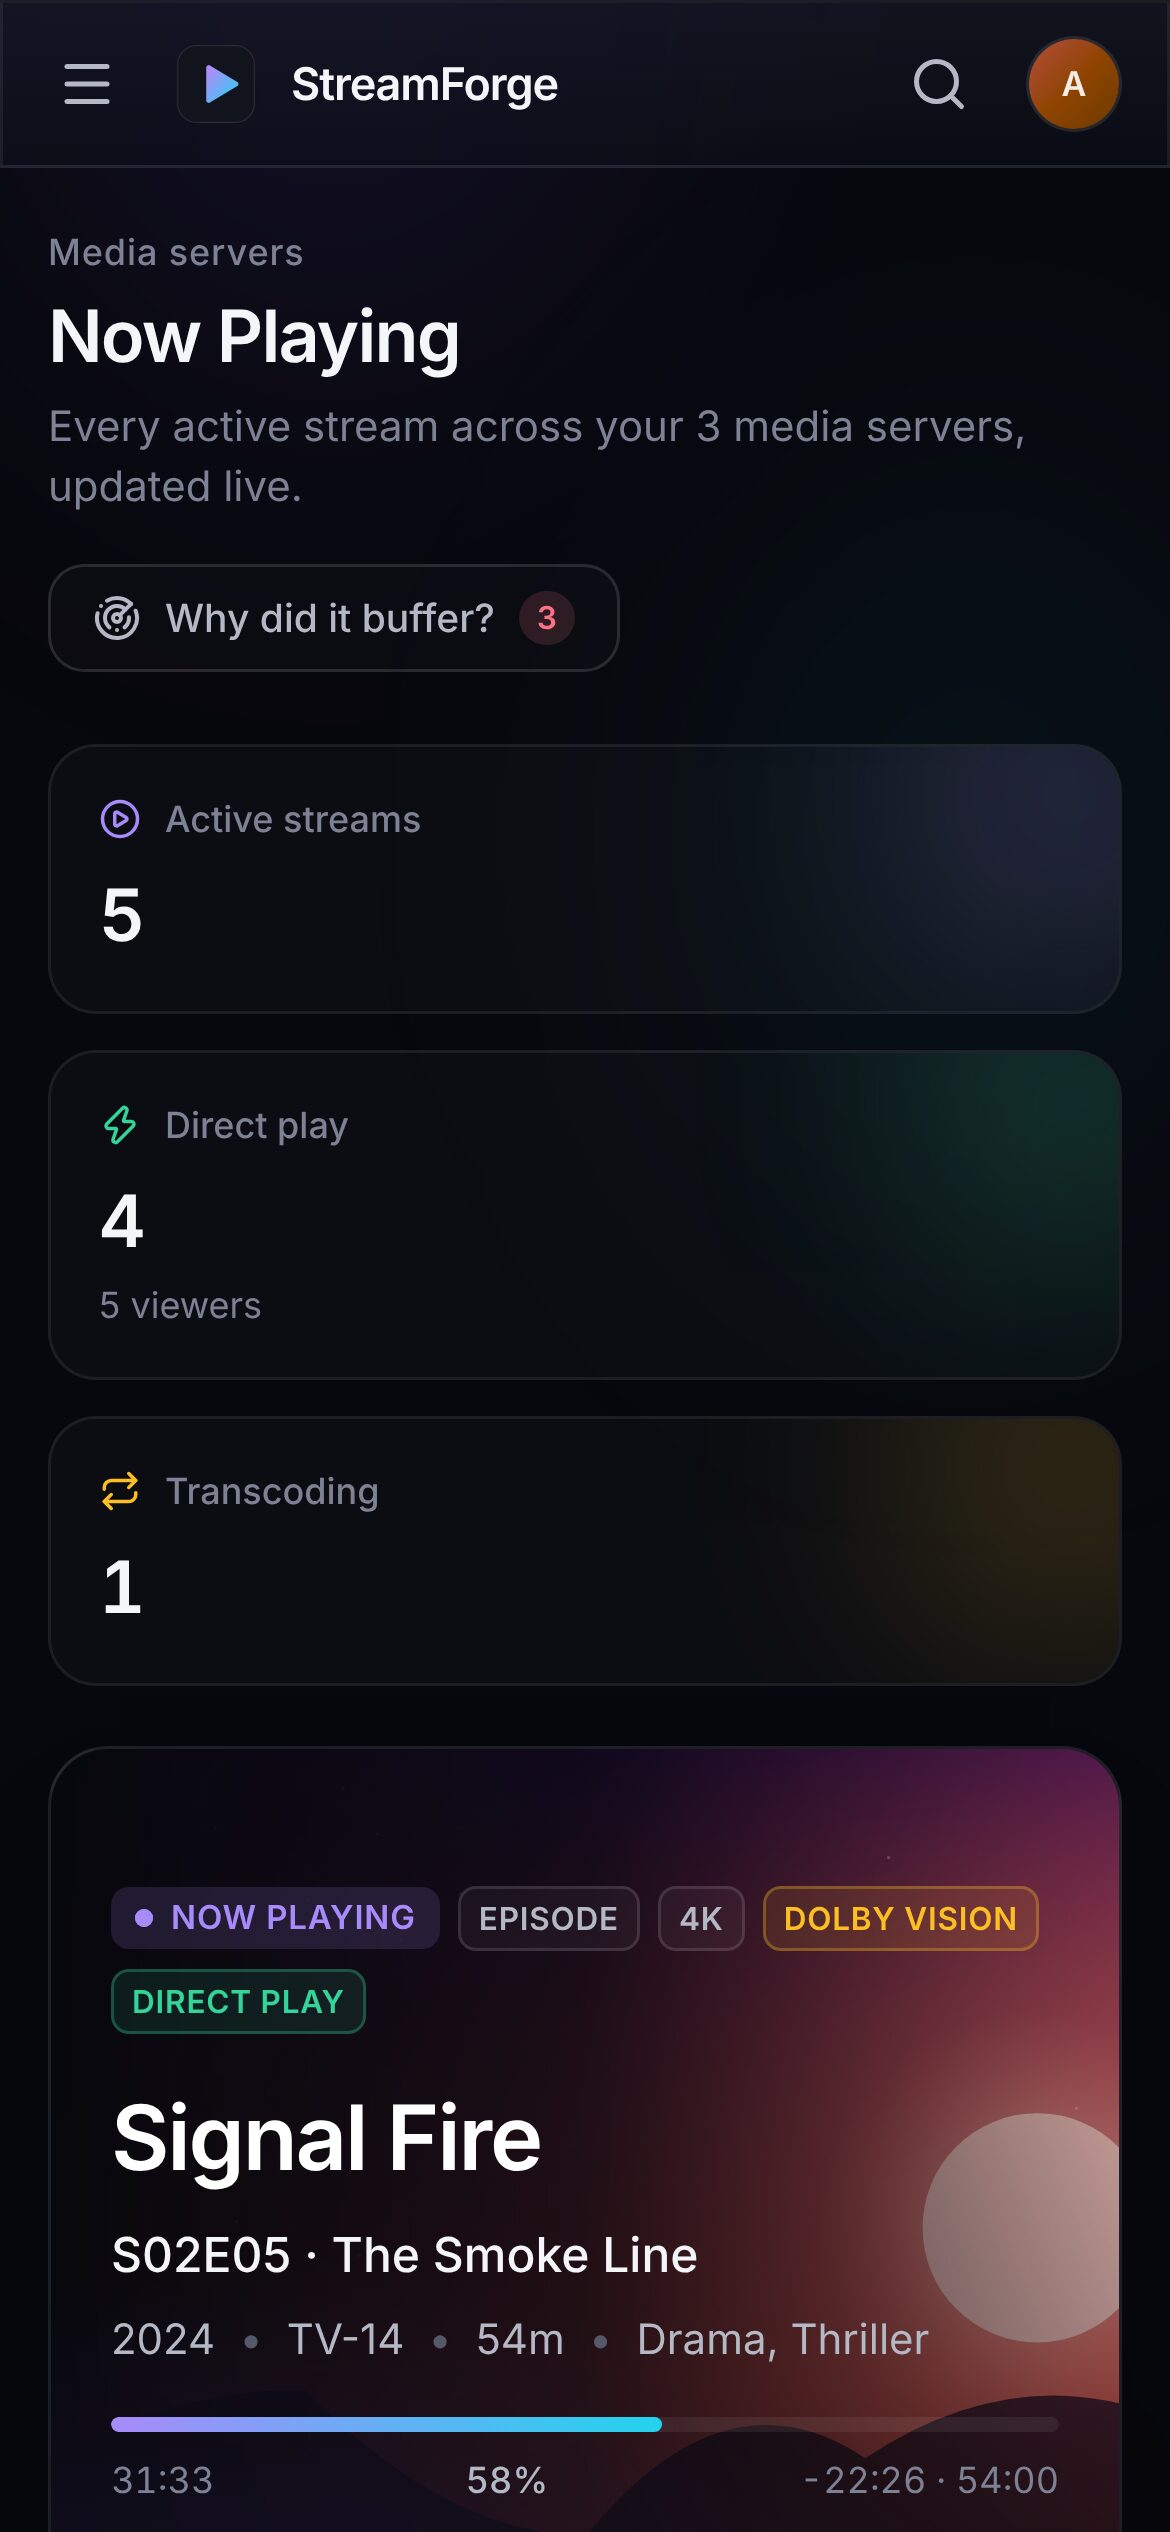 StreamForge
A
Media servers
Now Playing
Every active stream across your 3 media servers,
updated live.
Why did it buffer? 3
Active streams
5
Direct play
4
5 viewers
Transcoding
1
NOW PLAYING EPISODE 4K DOLBY VISION
DIRECT PLAY
Signal Fire
S02E05 · The Smoke Line
2024 • TV-14 • 54m • Drama, Thriller
31:33 58% -22:26 · 54:00